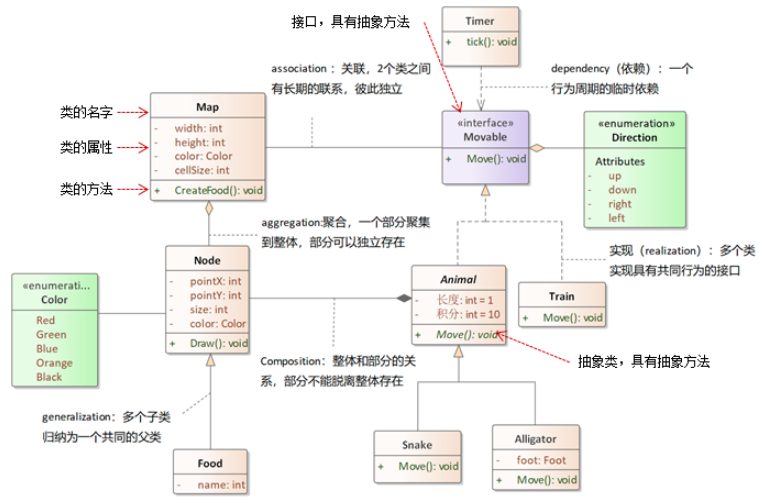 接口，具有抽象方法
Timer
+ tick(): void
association：关联，2个类之间
有长期的联系，彼此独立
dependency（依赖）：一个
行为周期的临时依赖
类的名字
类的属性
类的方法
Map
- width: int
- height: int
- color: Color
- cellSize: int
+ CreateFood(): void
«interface»
Movable
+ Move(): void
«enumeration»
Direction
Attributes
- up
- down
- right
- left
aggregation:聚合，一个部分聚集
到整体，部分可以独立存在
实现（realization）：多个类
实现具有共同行为的接口
«enumerati...
Color
Red
Green
Blue
Orange
Black
Node
- pointX: int
- pointY: int
- size: int
- color: Color
+ Draw(): void
Animal
- 长度: int = 1
- 积分: int = 10
+ Move(): void
Train
+ Move(): void
Composition：整体和部分的关
系，部分不能脱离整体存在
抽象类，具有抽象方法
generalization：多个子类
归纳为一个共同的父类
Food
- name: int
Snake
+ Move(): void
Alligator
- foot: Foot
+ Move(): void